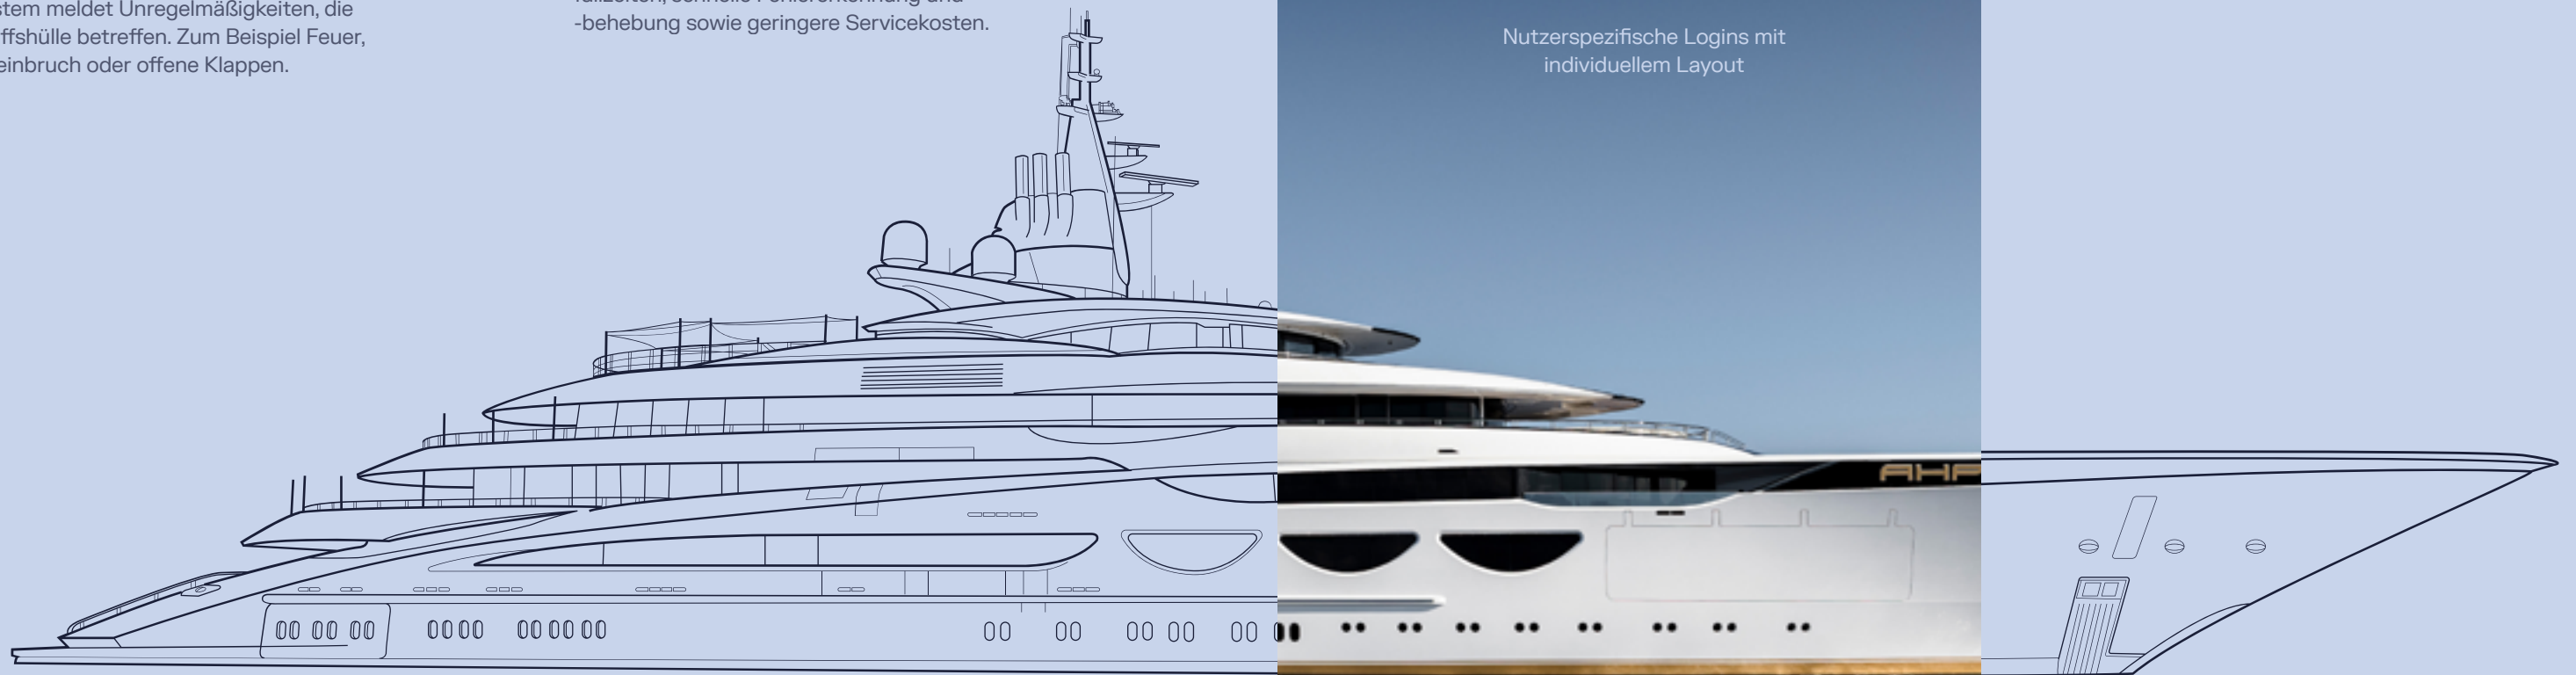 stem meldet Unregelmäßigkeiten, die
ffshülle betreffen. Zum Beispiel Feuer,
einbruch oder offene Klappen.
-behebung sowie geringere Servicekosten.
Nutzerspezifische Logins mit
individuellem Layout
AHP